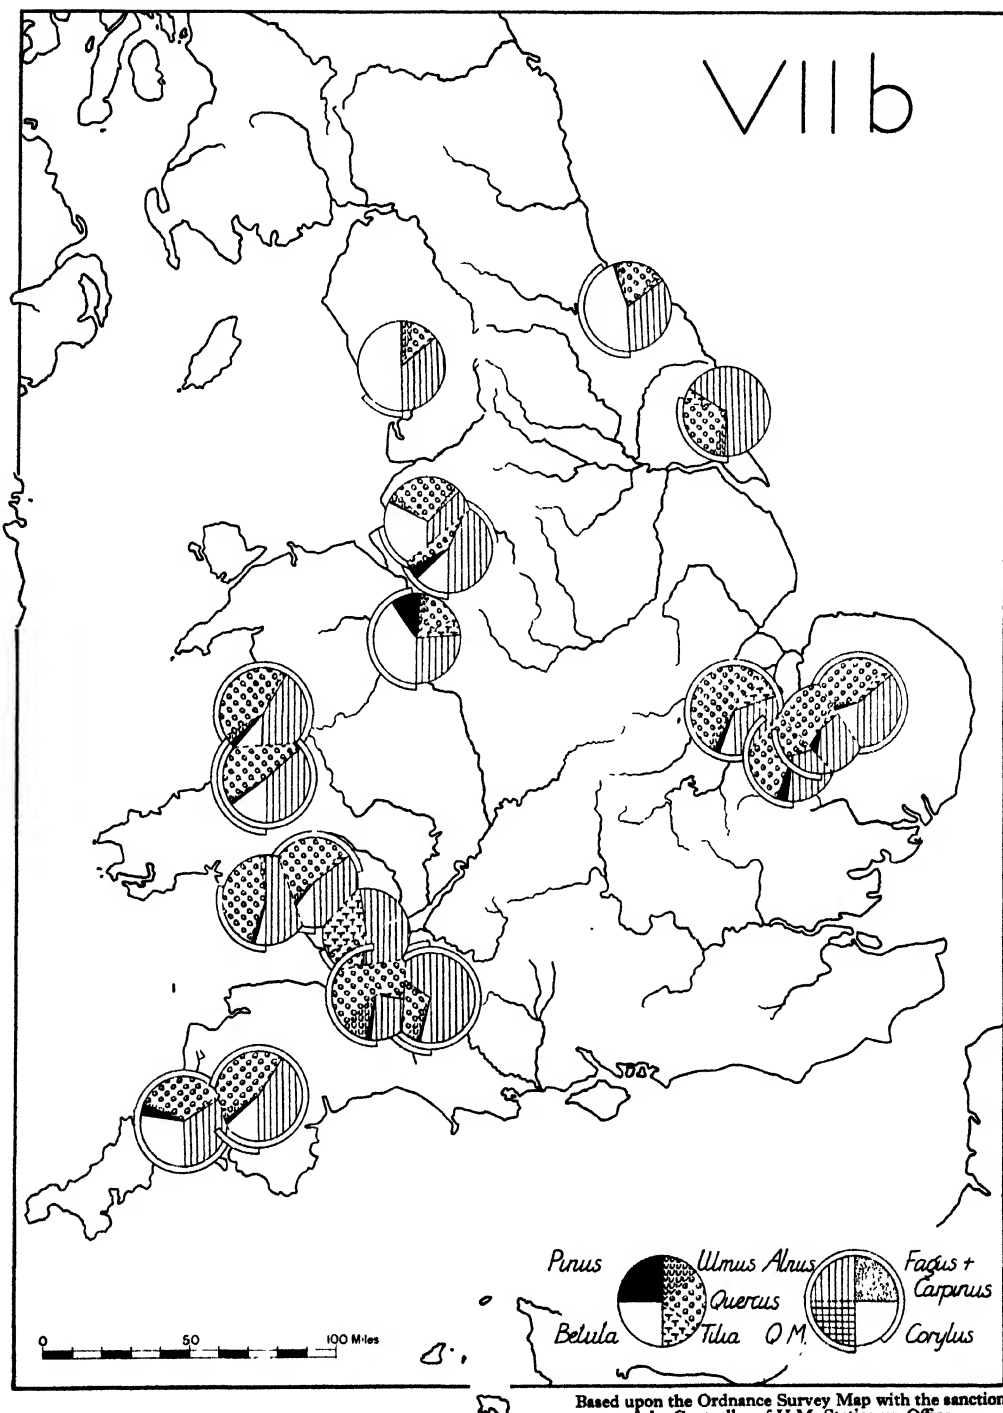 VIIb
Pinus Ulmus Alnus Fagus +
Carpinus
Quercus
Betula Tilia Q.M. Corylus
0 50 100 Miles
Based upon the Ordnance Survey Map with the sanction